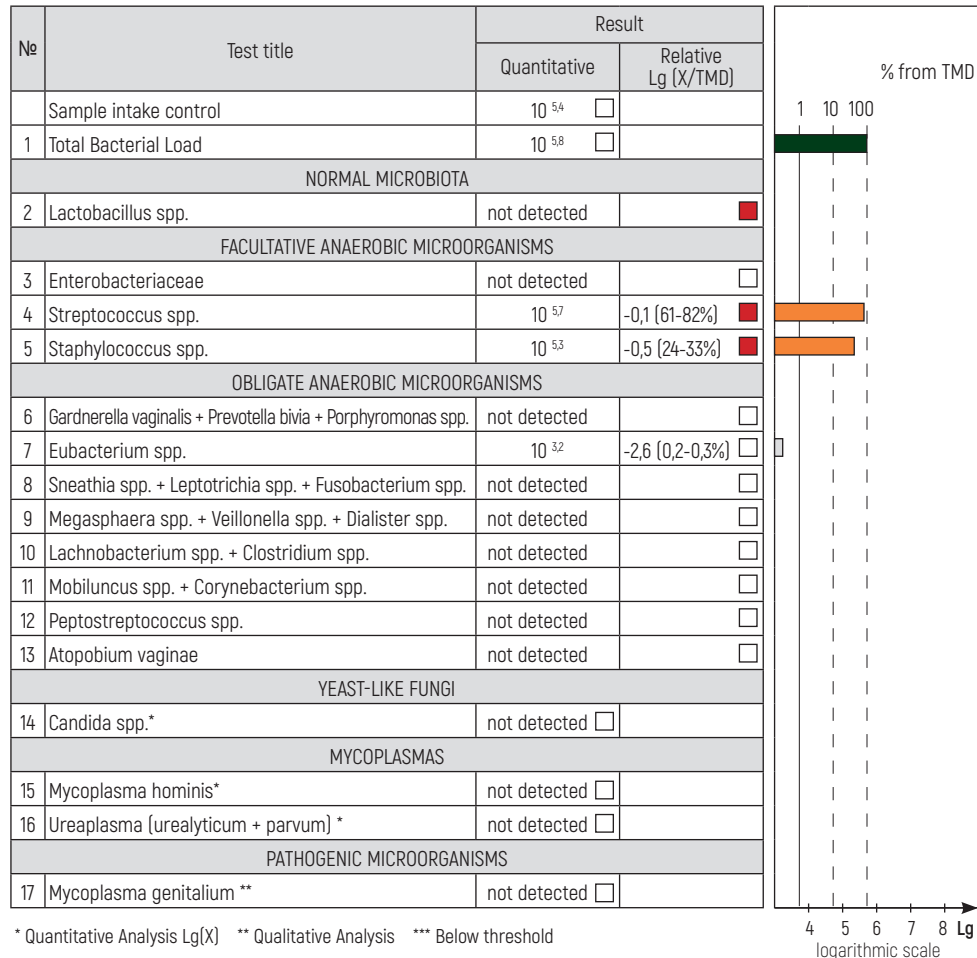 № Test title Result
Quantitative Relative Lg (X/TMD)
% from TMD
1 10 100
Sample intake control 10 5,4
1 Total Bacterial Load 10 5,8
NORMAL MICROBIOTA
2 Lactobacillus spp. not detected
FACULTATIVE ANAEROBIC MICROORGANISMS
3 Enterobacteriaceae not detected
4 Streptococcus spp. 10 5,7 -0,1 (61-82%)
5 Staphylococcus spp. 10 5,3 -0,5 (24-33%)
OBLIGATE ANAEROBIC MICROORGANISMS
6 Gardnerella vaginalis + Prevotella bivia + Porphyromonas spp. not detected
7 Eubacterium spp. 10 3,2 -2,6 (0,2-0,3%)
8 Sneathia spp. + Leptotrichia spp. + Fusobacterium spp. not detected
9 Megasphaera spp. + Veillonella spp. + Dialister spp. not detected
10 Lachnobacterium spp. + Clostridium spp. not detected
11 Mobiluncus spp. + Corynebacterium spp. not detected
12 Peptostreptococcus spp. not detected
13 Atopobium vaginae not detected
YEAST-LIKE FUNGI
14 Candida spp.* not detected
MYCOPLASMAS
15 Mycoplasma hominis* not detected
16 Ureaplasma (urealyticum + parvum) * not detected
PATHOGENIC MICROORGANISMS
17 Mycoplasma genitalium ** not detected
4 5 6 7 8 Lg
logarithmic scale
* Quantitative Analysis Lg(X) ** Qualitative Analysis *** Below threshold